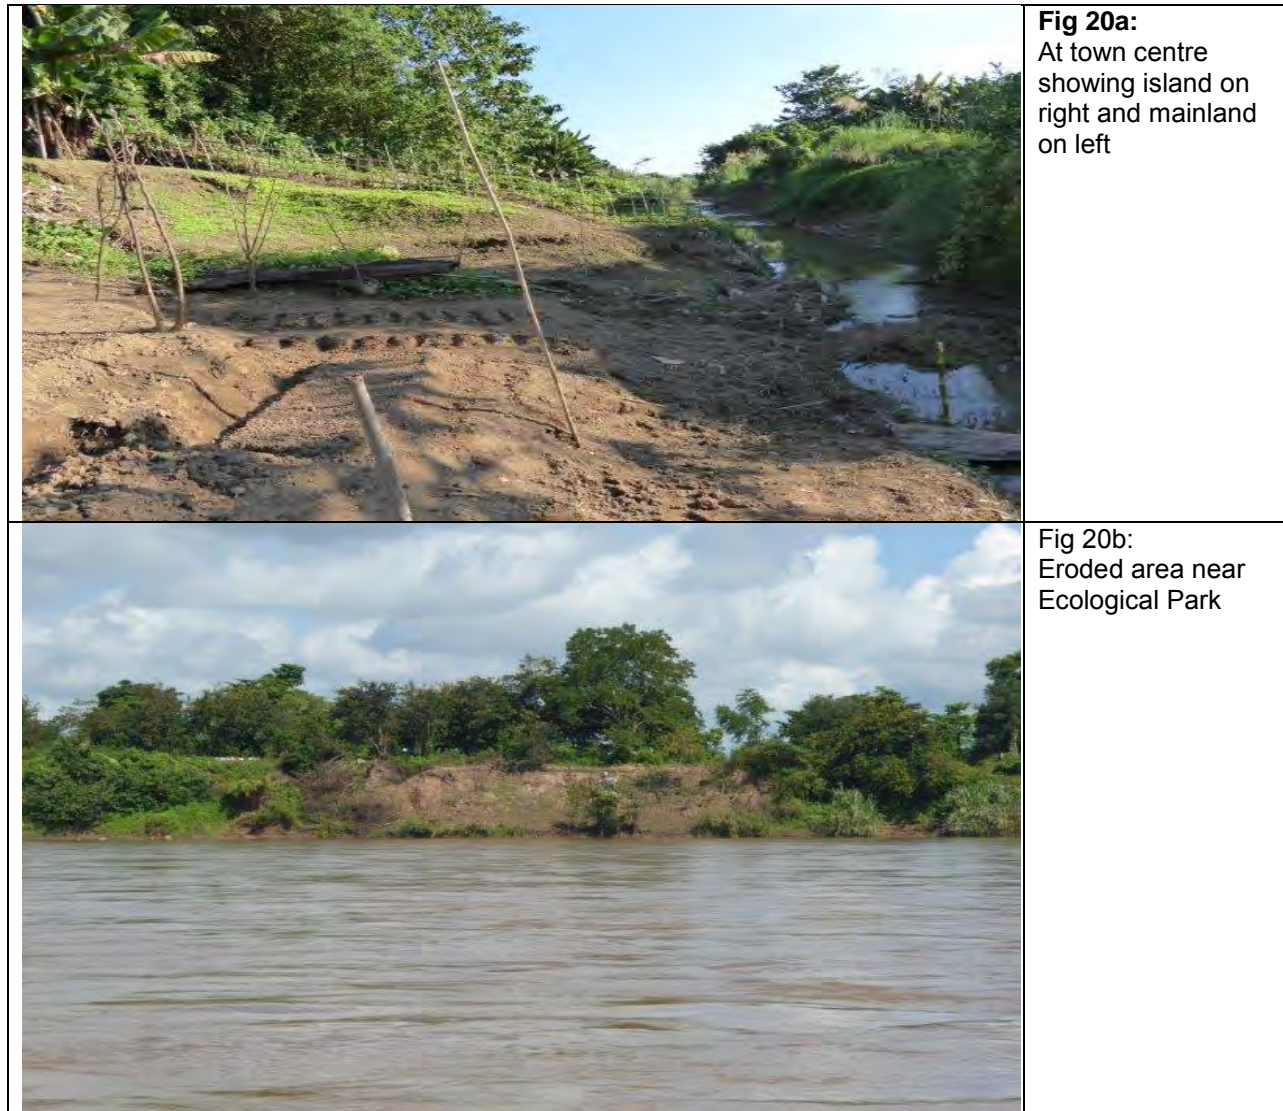 Fig 20a:
At town centre
showing island on
right and mainland
on left
Fig 20b:
Eroded area near
Ecological Park